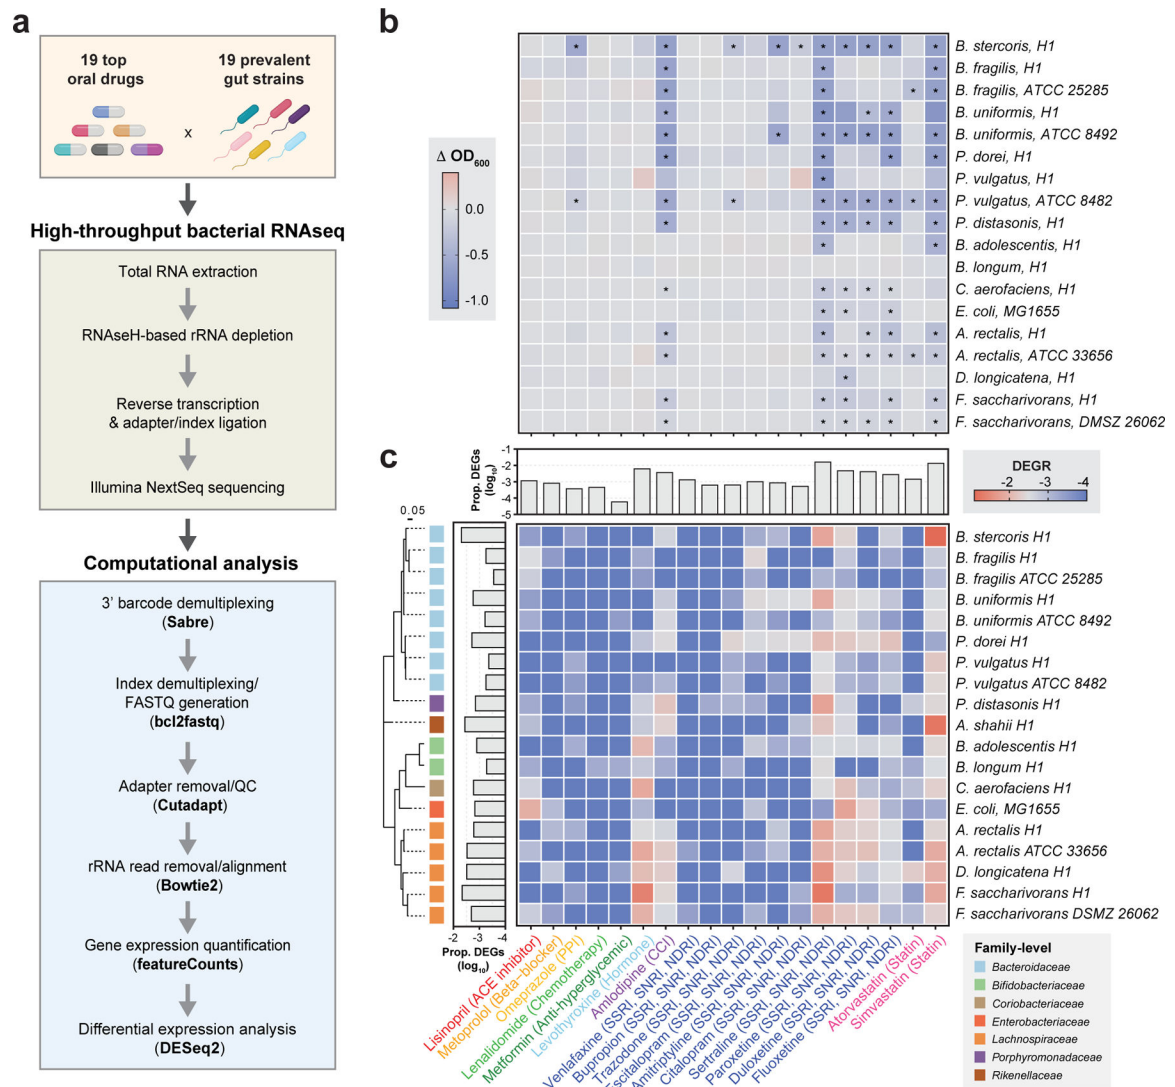 a
19 top
oral drugs
19 prevalent
gut strains
x
High-throughput bacterial RNAseq
Total RNA extraction
RNAseH-based rRNA depletion
Reverse transcription
& adapter/index ligation
Illumina NextSeq sequencing
Computational analysis
3' barcode demultiplexing
(Sabre)
Index demultiplexing/
FASTQ generation
(bcl2fastq)
Adapter removal/QC
(Cutadapt)
rRNA read removal/alignment
(Bowtie2)
Gene expression quantification
(featureCounts)
Differential expression analysis
(DESeq2)
b
Δ OD600
0.0
-0.5
-1.0
B. stercoris, H1
B. fragilis, H1
B. fragilis, ATCC 25285
B. uniformis, H1
B. uniformis, ATCC 8492
P. dorei, H1
P. vulgatus, H1
P. vulgatus, ATCC 8482
P. distasonis, H1
B. adolescentis, H1
B. longum, H1
C. aerofaciens, H1
E. coli, MG1655
A. rectalis, H1
A. rectalis, ATCC 33656
D. longicatena, H1
F. saccharivorans, H1
F. saccharivorans, DMSZ 26062
c
Prop. DEGs
(log10)
-1
-2
-3
-4
-5
DEGR
-2 -3 -4
0.05
B. stercoris H1
B. fragilis H1
B. fragilis ATCC 25285
B. uniformis H1
B. uniformis ATCC 8492
P. dorei H1
P. vulgatus H1
P. vulgatus ATCC 8482
P. distasonis H1
A. shahii H1
B. adolescentis H1
B. longum H1
C. aerofaciens H1
E. coli, MG1655
A. rectalis H1
A. rectalis ATCC 33656
D. longicatena H1
F. saccharivorans H1
F. saccharivorans DSMZ 26062
-2 -3 -4
Prop. DEGs
(log10)
Lisinopril (ACE inhibitor)
Metoprolol (Beta-blocker)
Omeprazole (PPI)
Lenalidomide (Chemotherapy)
Metformin (Anti-hyperglycemic)
Levothyroxine (Hormone)
Amlodipine (CCI)
Venlafaxine (SSRI, SNRI, NDRI)
Bupropion (SSRI, SNRI, NDRI)
Trazodone (SSRI, SNRI, NDRI)
Escitalopram (SSRI, SNRI, NDRI)
Amitriptyline (SSRI, SNRI, NDRI)
Citalopram (SSRI, SNRI, NDRI)
Sertraline (SSRI, SNRI, NDRI)
Paroxetine (SSRI, SNRI, NDRI)
Duloxetine (SSRI, SNRI, NDRI)
Fluoxetine (SSRI, SNRI, NDRI)
Atorvastatin (Statin)
Simvastatin (Statin)
Family-level
Bacteroidaceae
Bifidobacteriaceae
Coriobacteriaceae
Enterobacteriaceae
Lachnospiraceae
Porphyromonadaceae
Rikenellaceae